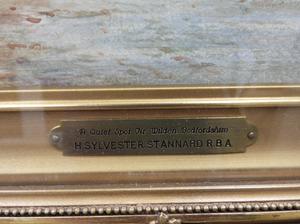 A Quiet Spot Nr. Wilden Bedfordshire
H. SYLVESTER STANNARD R.B.A.